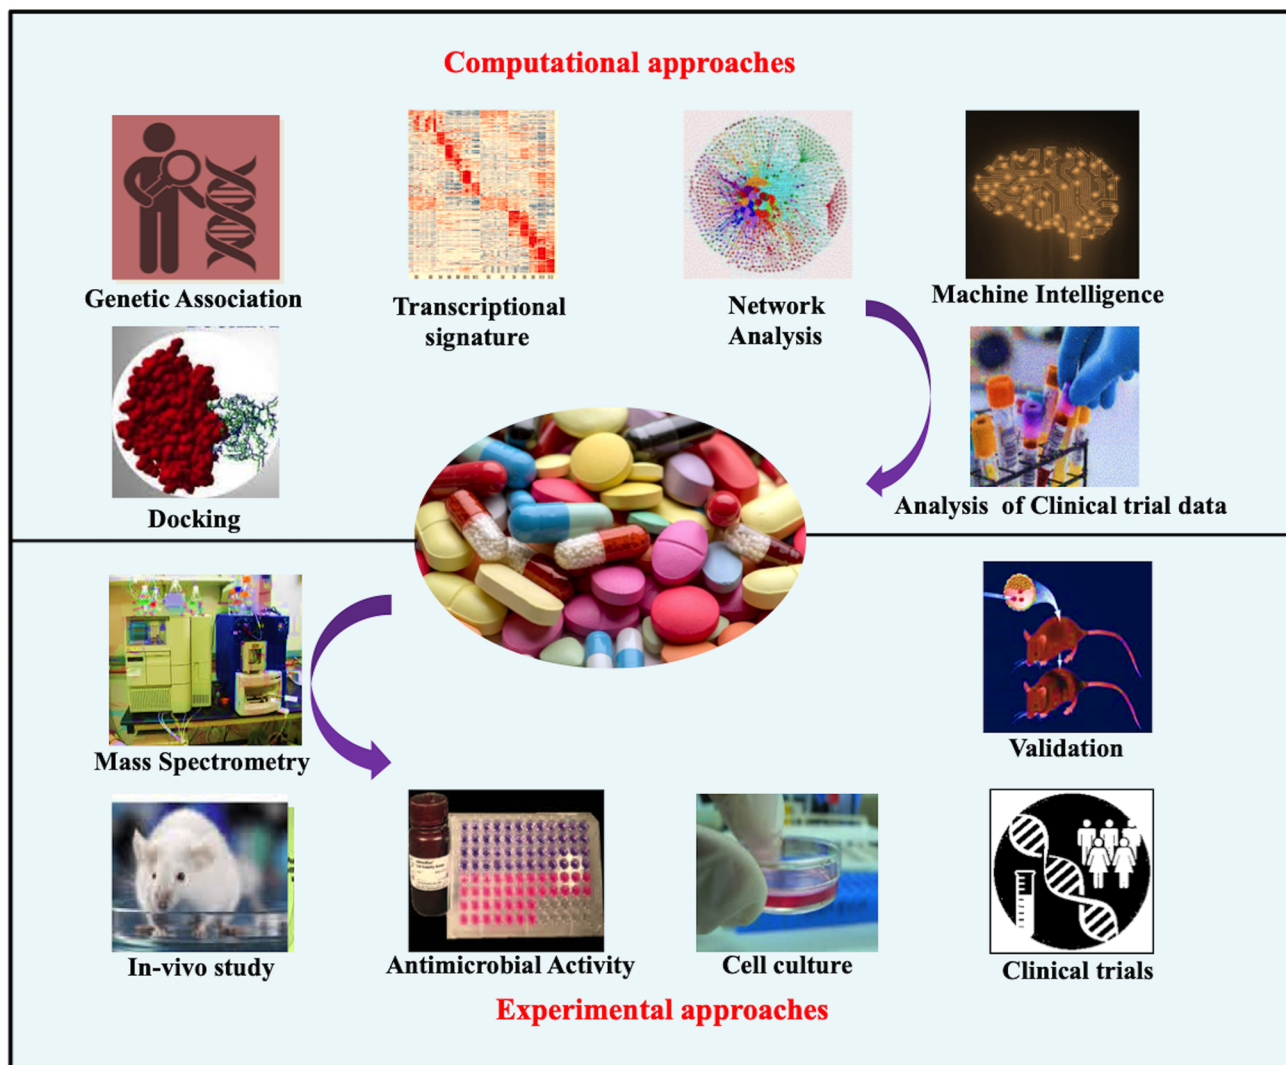 Computational approaches
Genetic Association
Transcriptional
signature
Network
Analysis
Machine Intelligence
Docking
Analysis of Clinical trial data
Mass Spectrometry
Validation
In-vivo study
Antimicrobial Activity
Cell culture
Clinical trials
Experimental approaches